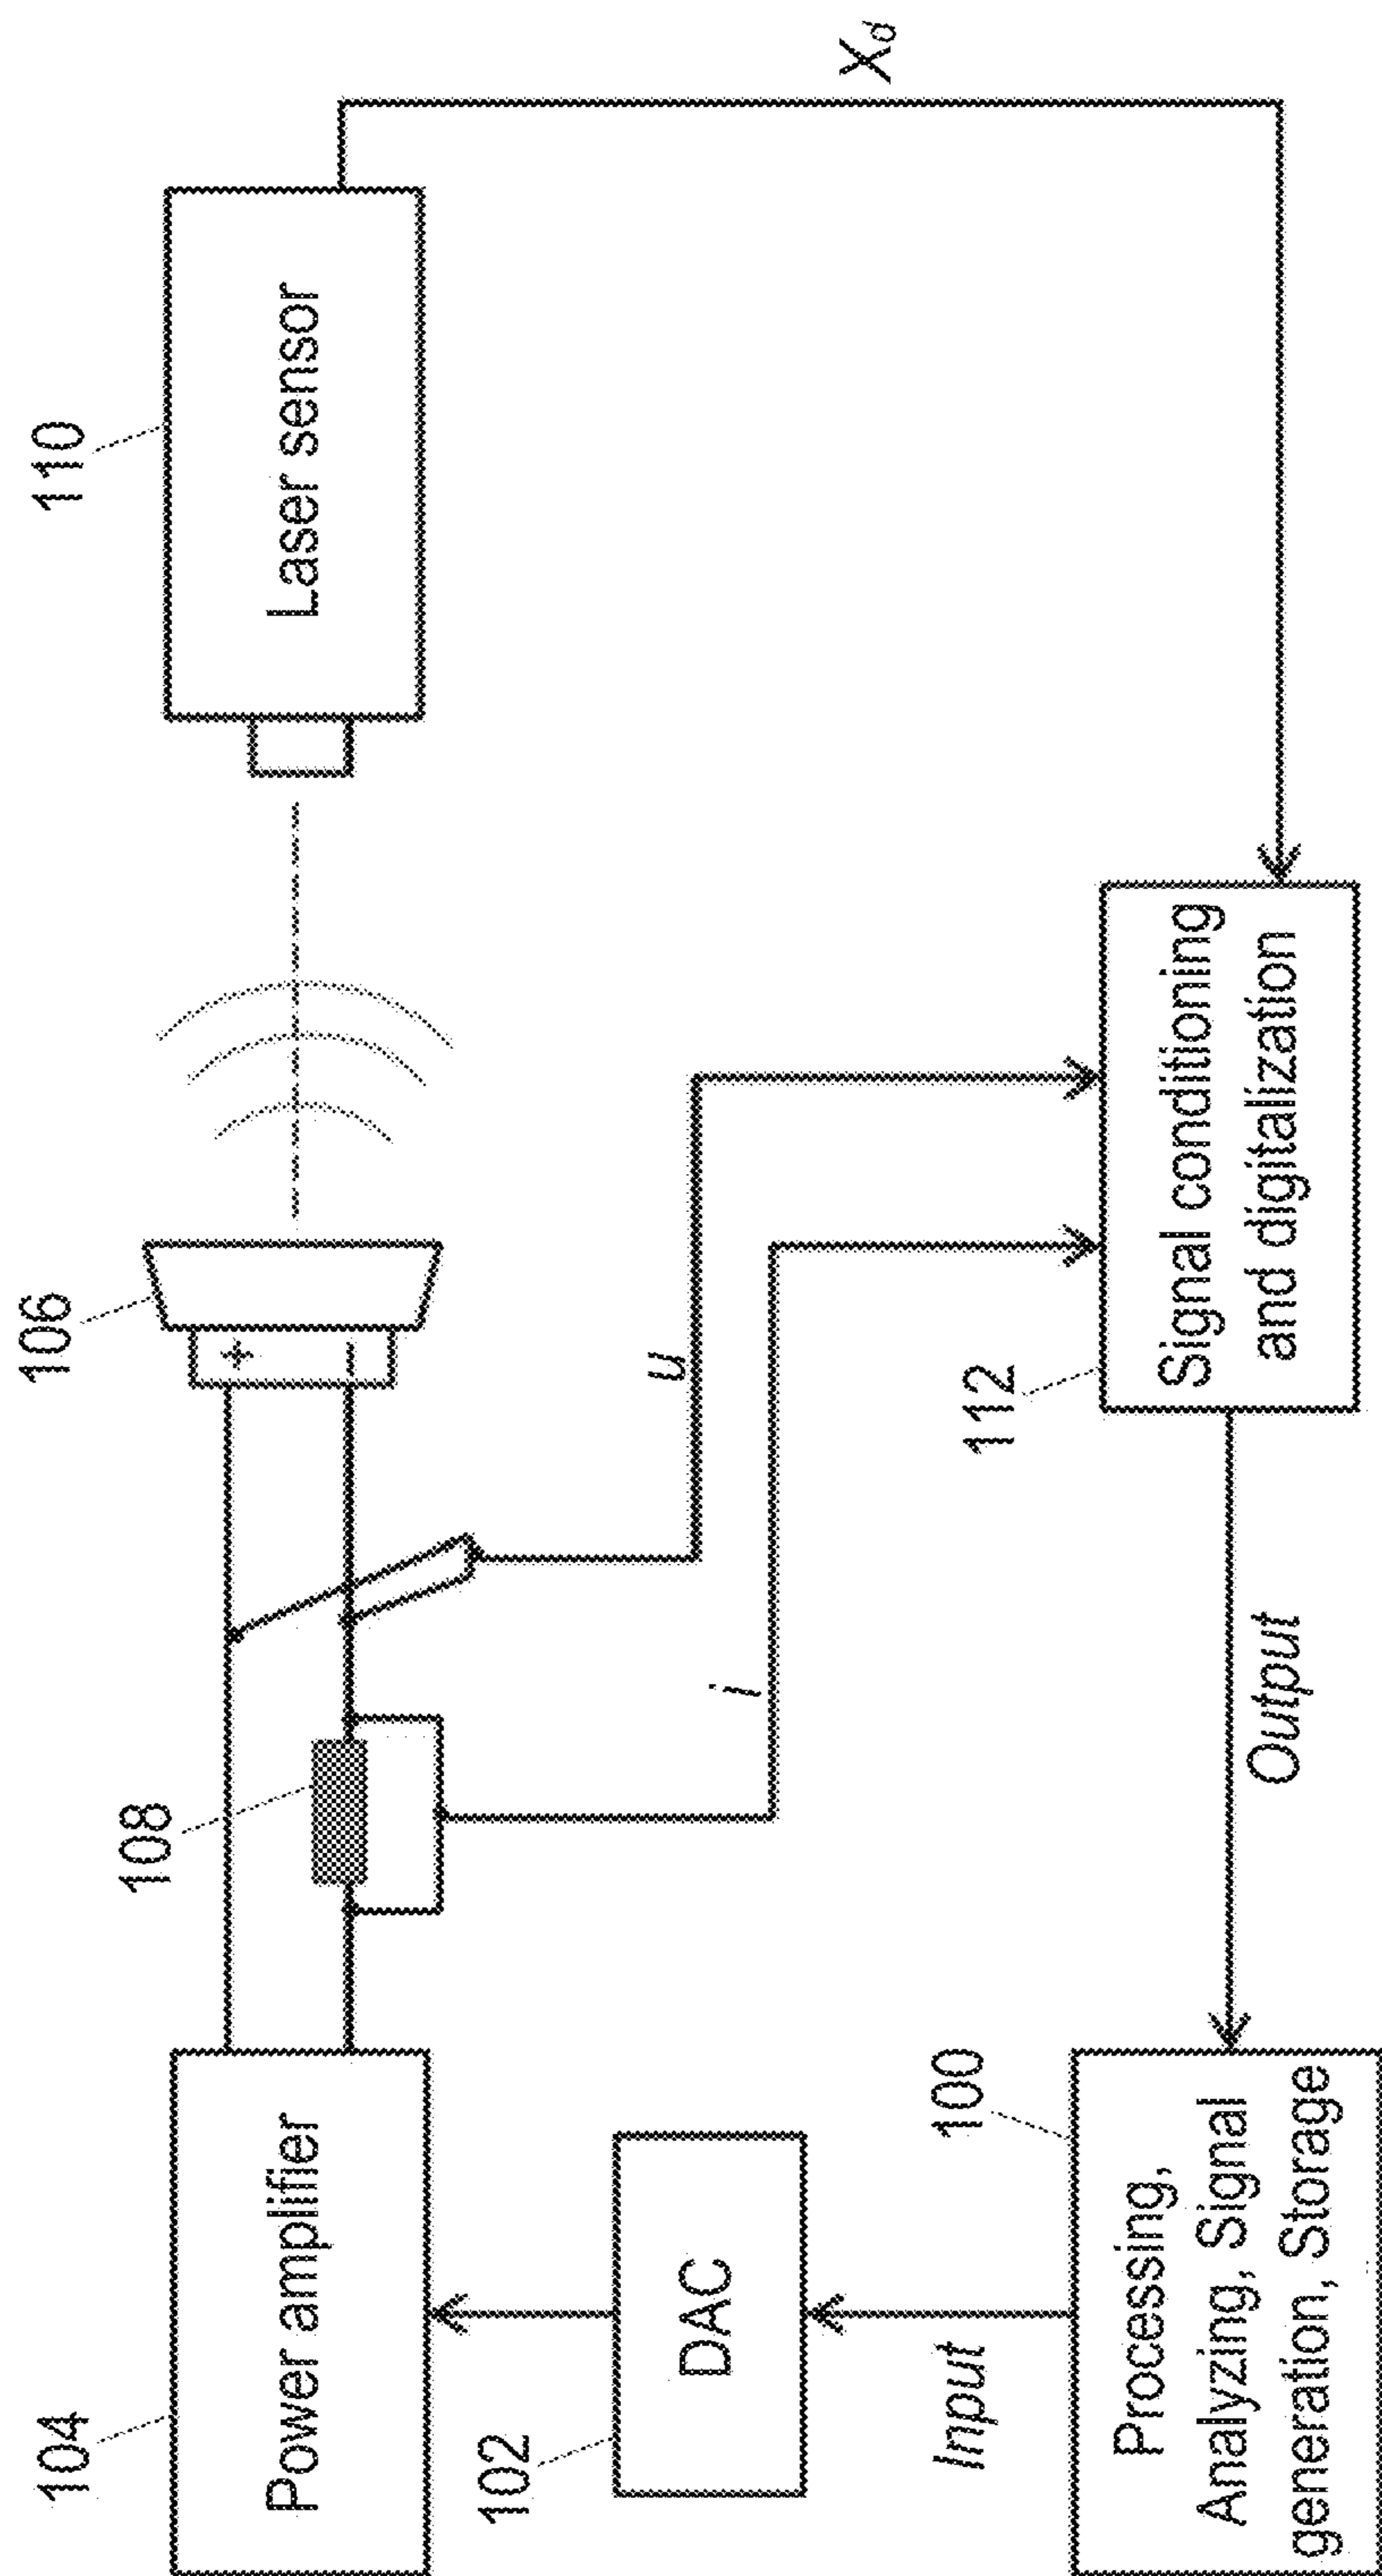 104
Power amplifier
108
106
+
−
110
Laser sensor
102
DAC
i
u
X_d
Input
100
Processing,
Analyzing, Signal
generation, Storage
Output
112
Signal conditioning
and digitalization